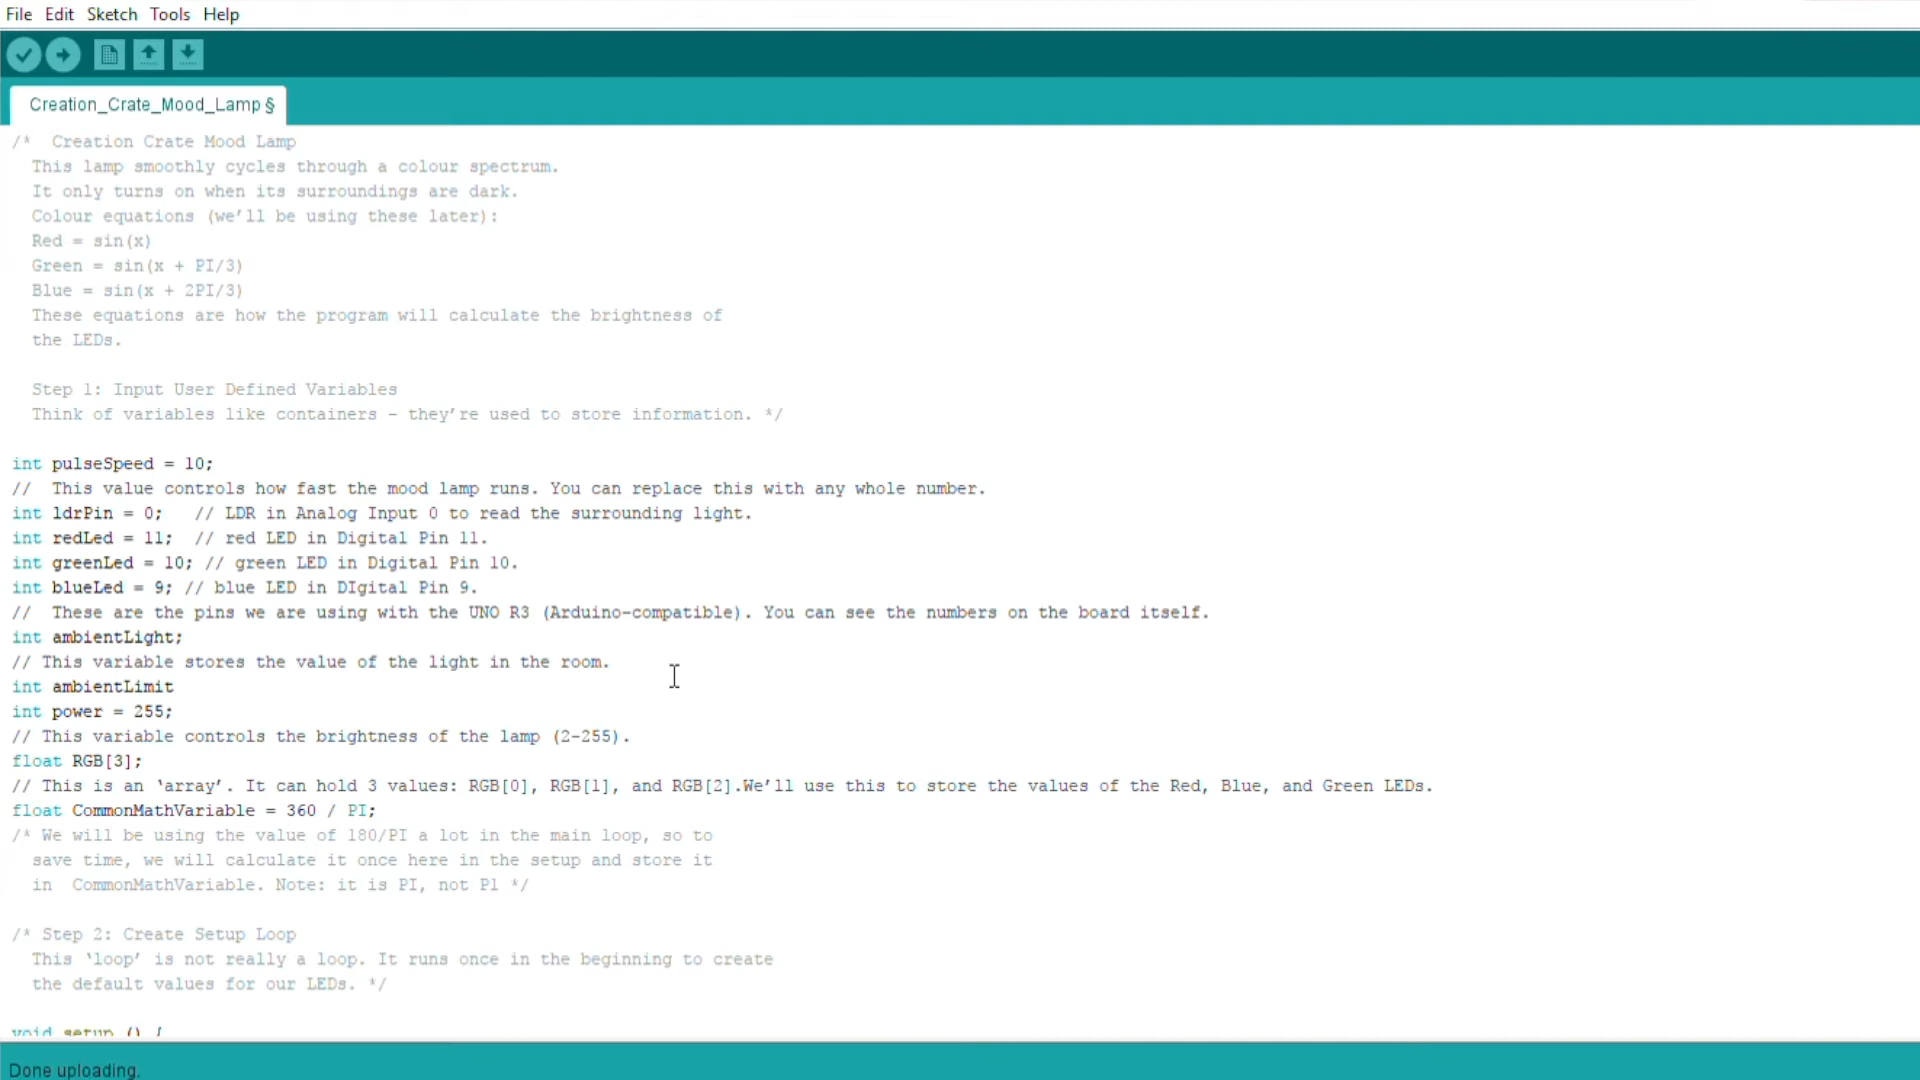 File Edit Sketch Tools Help
Creation_Crate_Mood_Lamp §
/*  Creation Crate Mood Lamp
This lamp smoothly cycles through a colour spectrum.
It only turns on when its surroundings are dark.
Colour equations (we’ll be using these later):
Red = sin(x)
Green = sin(x + PI/3)
Blue = sin(x + 2PI/3)
These equations are how the program will calculate the brightness of
the LEDs.
Step 1: Input User Defined Variables
Think of variables like containers – they’re used to store information. */
int pulseSpeed = 10;
//  This value controls how fast the mood lamp runs. You can replace this with any whole number.
int ldrPin = 0;   // LDR in Analog Input 0 to read the surrounding light.
int redLed = 11;  // red LED in Digital Pin 11.
int greenLed = 10; // green LED in Digital Pin 10.
int blueLed = 9; // blue LED in DIgital Pin 9.
//  These are the pins we are using with the UNO R3 (Arduino-compatible). You can see the numbers on the board itself.
int ambientLight;
// This variable stores the value of the light in the room.
int ambientLimit
int power = 255;
// This variable controls the brightness of the lamp (2-255).
float RGB[3];
// This is an ‘array’. It can hold 3 values: RGB[0], RGB[1], and RGB[2].We’ll use this to store the values of the Red, Blue, and Green LEDs.
float CommonMathVariable = 360 / PI;
/* We will be using the value of 180/PI a lot in the main loop, so to
save time, we will calculate it once here in the setup and store it
in  CommonMathVariable. Note: it is PI, not P1 */
/* Step 2: Create Setup Loop
This ‘loop’ is not really a loop. It runs once in the beginning to create
the default values for our LEDs. */
void setup () {
Done uploading.